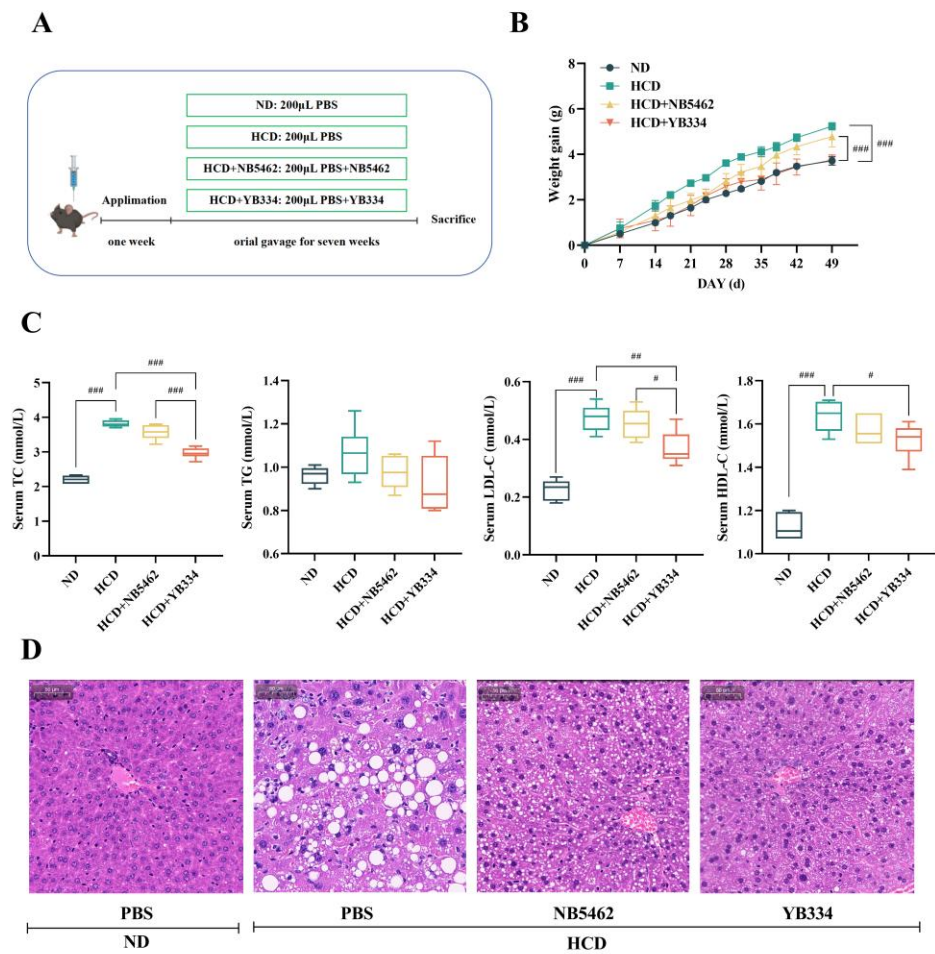 A
ND: 200μL PBS
HCD: 200μL PBS
HCD+NB5462: 200μL PBS+NB5462
HCD+YB334: 200μL PBS+YB334
Applimation
Sacrifice
one week
orial gavage for seven weeks
B
ND
HCD
HCD+NB5462
HCD+YB334
Weight gain (g)
8
6
4
2
0
###
###
0 7 14 21 28 35 42 49
DAY (d)
C
Serum TC (mmol/L)
5
4
3
2
1
0
###
###
###
ND
HCD
HCD+NB5462
HCD+YB334
Serum TG (mmol/L)
1.4
1.2
1.0
0.8
0.6
ND
HCD
HCD+NB5462
HCD+YB334
Serum LDL-C (mmol/L)
0.6
0.4
0.2
0.0
##
###
#
ND
HCD
HCD+NB5462
HCD+YB334
Serum HDL-C (mmol/L)
1.8
1.6
1.4
1.2
1.0
###
#
ND
HCD
HCD+NB5462
HCD+YB334
D
PBS
PBS
NB5462
YB334
ND
HCD